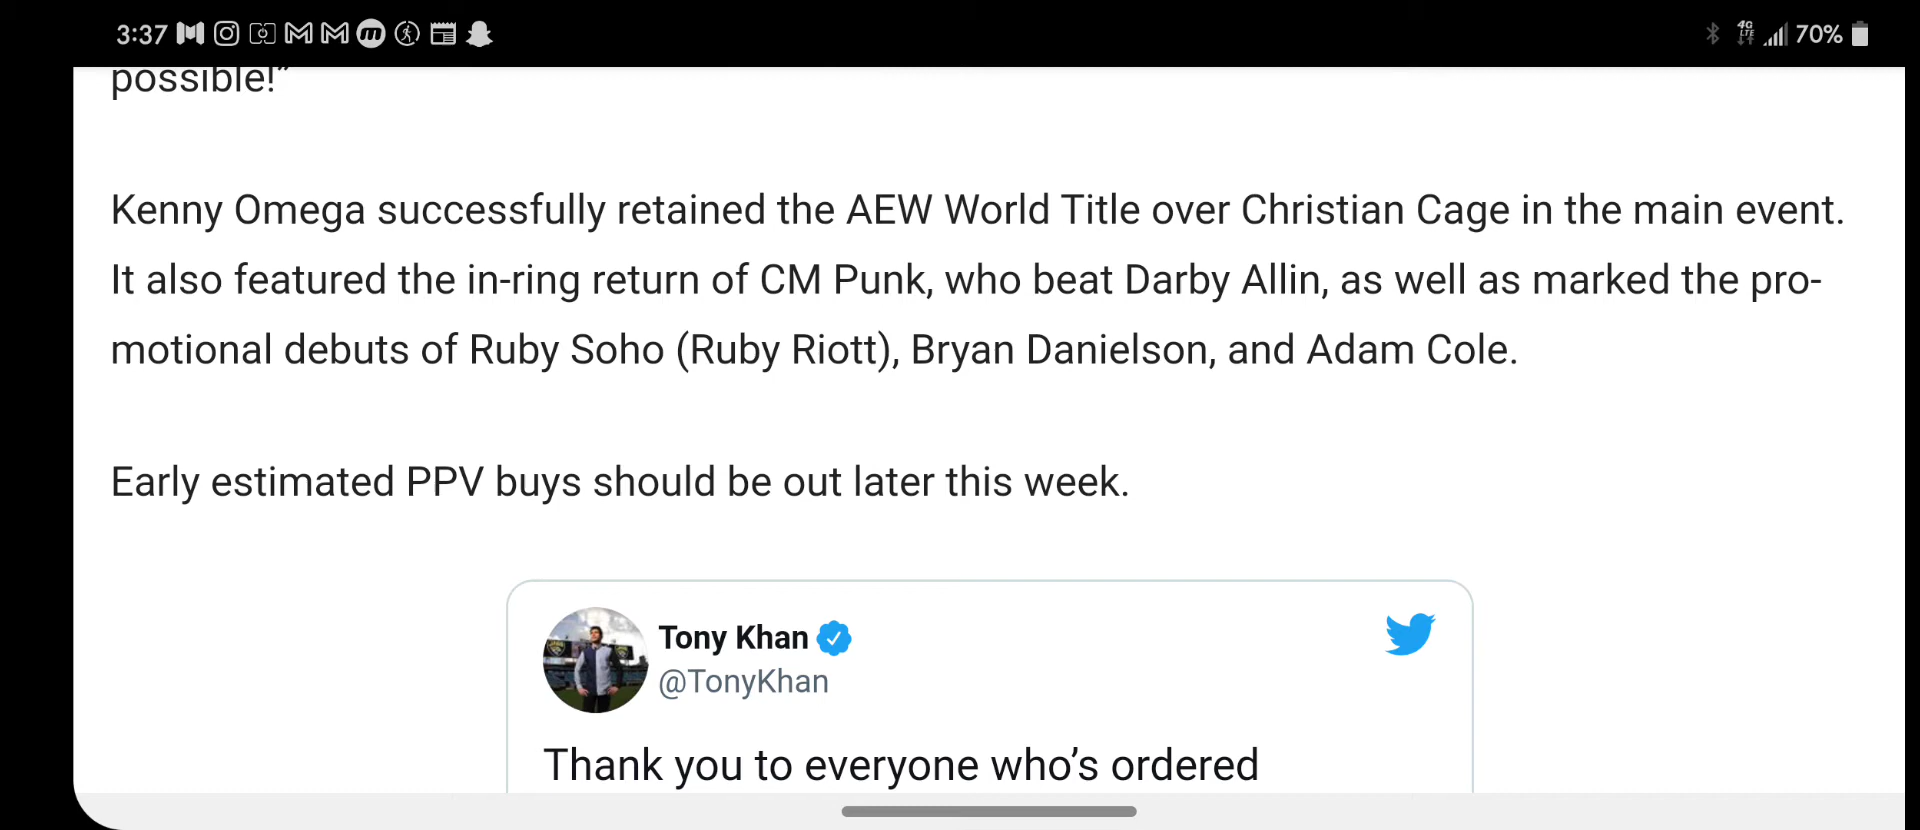 3:37
4G
LTE
70%
possible!”
Kenny Omega successfully retained the AEW World Title over Christian Cage in the main event.
It also featured the in-ring return of CM Punk, who beat Darby Allin, as well as marked the pro-
motional debuts of Ruby Soho (Ruby Riott), Bryan Danielson, and Adam Cole.
Early estimated PPV buys should be out later this week.
Tony Khan
@TonyKhan
Thank you to everyone who’s ordered